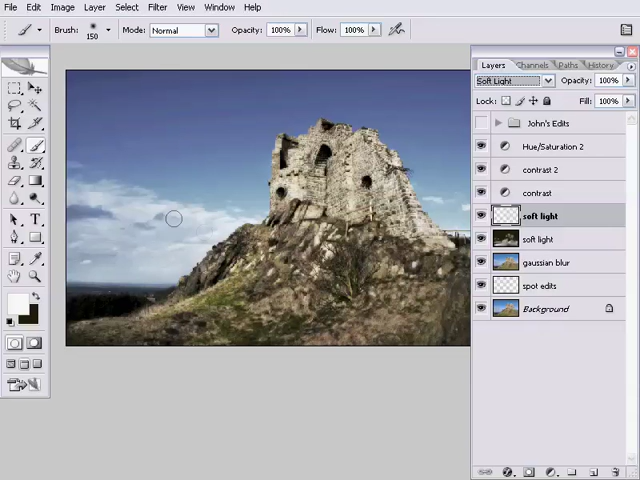 File Edit Image Layer Select Filter View Window Help
Brush: 150 Mode: Normal Opacity: 100% Flow: 100%
Layers Channels Paths History
Soft Light Opacity: 100%
Lock: Fill: 100%
John's Edits
Hue/Saturation 2
contrast 2
contrast
soft light
soft light
gaussian blur
spot edits
Background
T